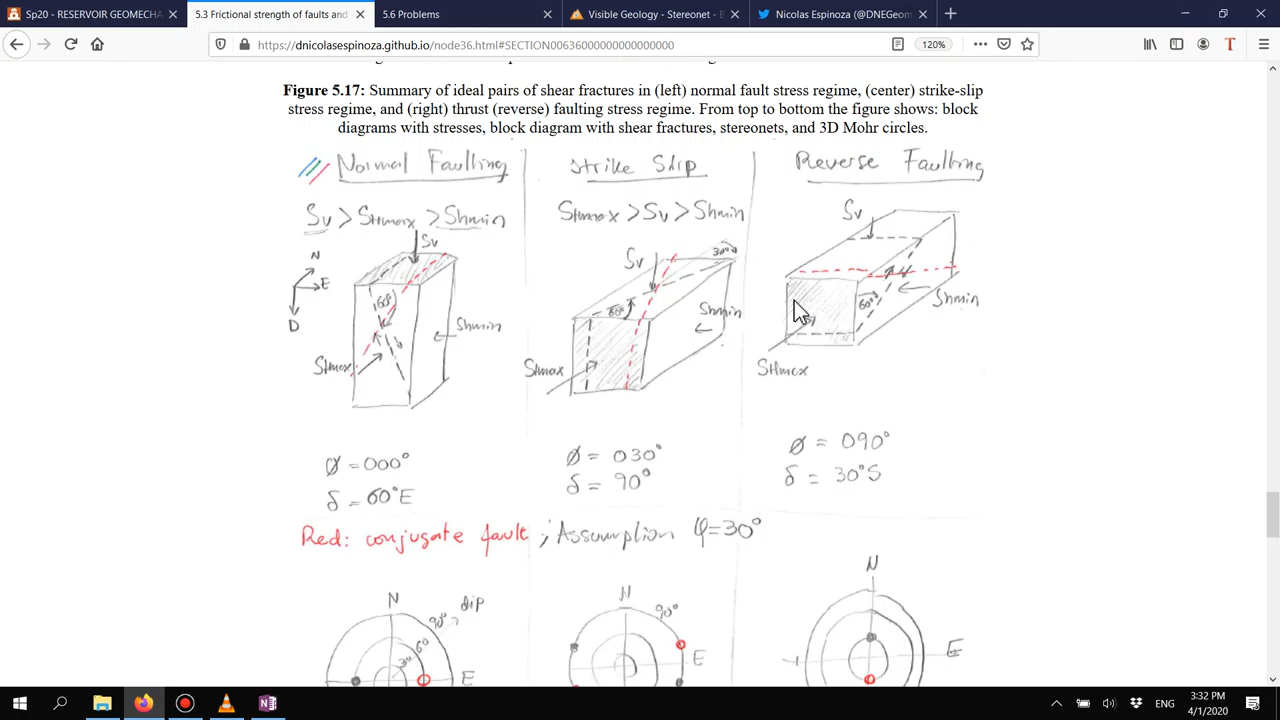 Sp20 - RESERVOIR GEOMECHA
5.3 Frictional strength of faults and
5.6 Problems
Visible Geology - Stereonet - B
Nicolas Espinoza (@DNEGeom
https://dnicolasespinoza.github.io/node36.html#SECTION00636000000000000000
120%
Figure 5.17: Summary of ideal pairs of shear fractures in (left) normal fault stress regime, (center) strike-slip
stress regime, and (right) thrust (reverse) faulting stress regime. From top to bottom the figure shows: block
diagrams with stresses, block diagram with shear fractures, stereonets, and 3D Mohr circles.
Normal Faulting
Strike Slip
Reverse Faulting
Sv > SHmax > Shmin
SHmax > Sv > Shmin
Sv
Sv
Sv
30°
N
E
D
60°
60°
60°
Shmin
Shmin
Shmin
SHmax
SHmax
SHmax
ϕ = 000°
δ = 60°E
ϕ = 030°
δ = 90°
ϕ = 090°
δ = 30°S
Red: conjugate fault ; Assumption φ = 30°
N
90°
dip
60
30
E
N
90°
E
N
E
ENG
3:32 PM
4/1/2020